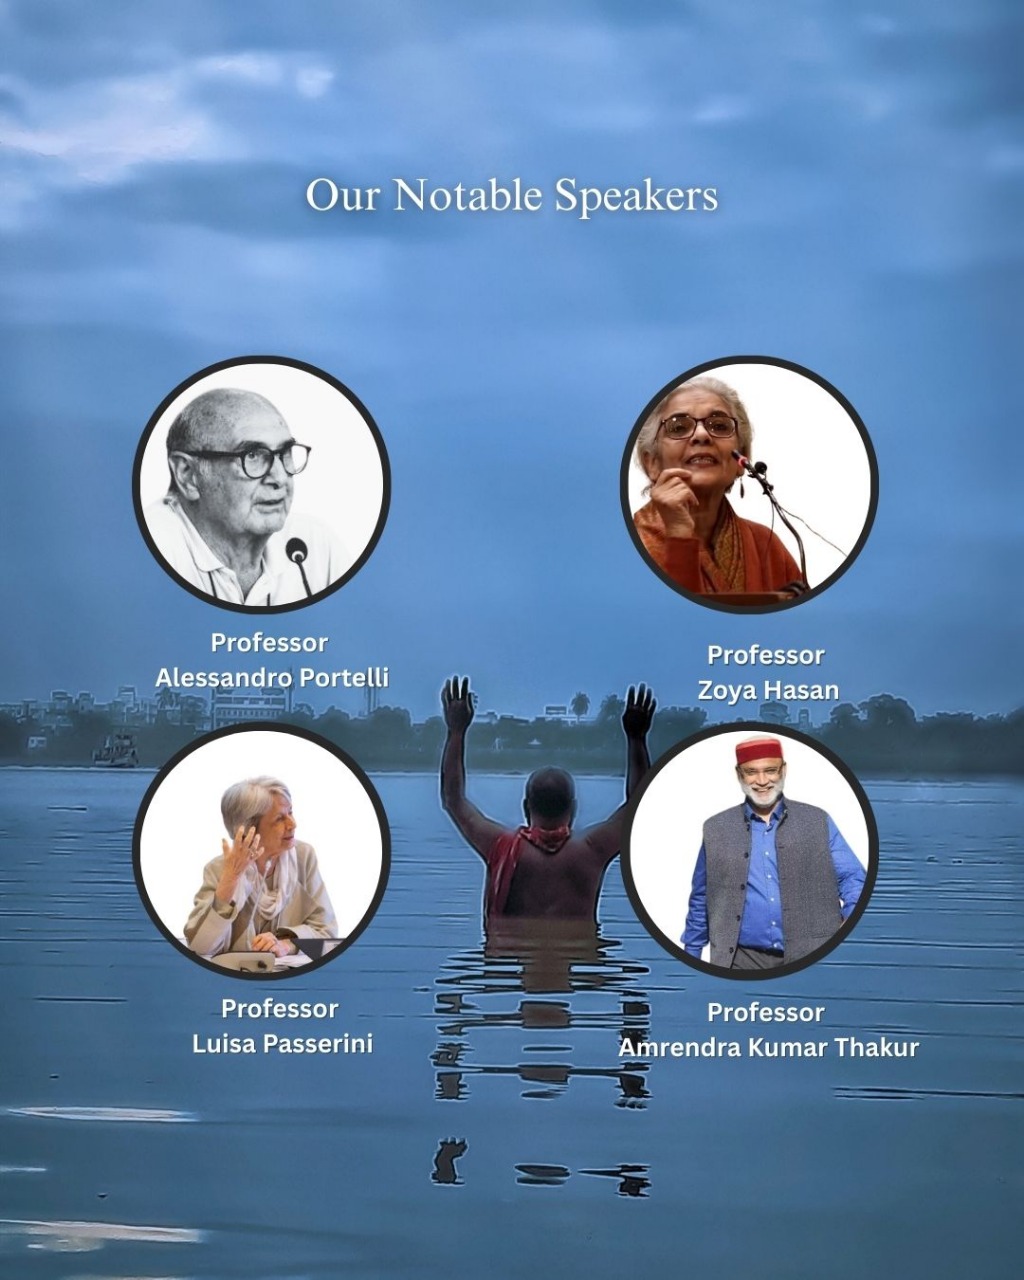 Our Notable Speakers
Professor
Alessandro Portelli
Professor
Zoya Hasan
Professor
Luisa Passerini
Professor
Amrendra Kumar Thakur